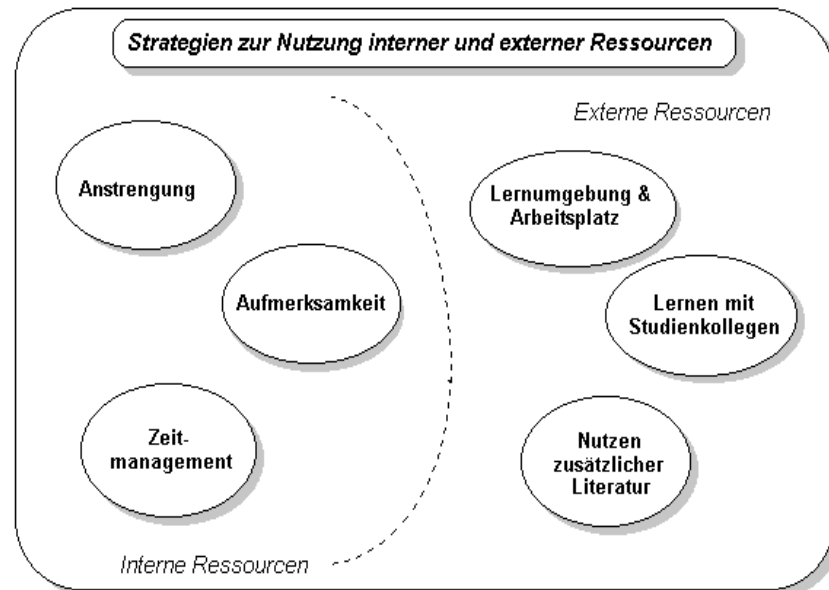 Strategien zur Nutzung interner und externer Ressourcen
Externe Ressourcen
Anstrengung
Lernumgebung &
Arbeitsplatz
Aufmerksamkeit
Lernen mit
Studienkollegen
Zeit-
management
Nutzen
zusätzlicher
Literatur
Interne Ressourcen